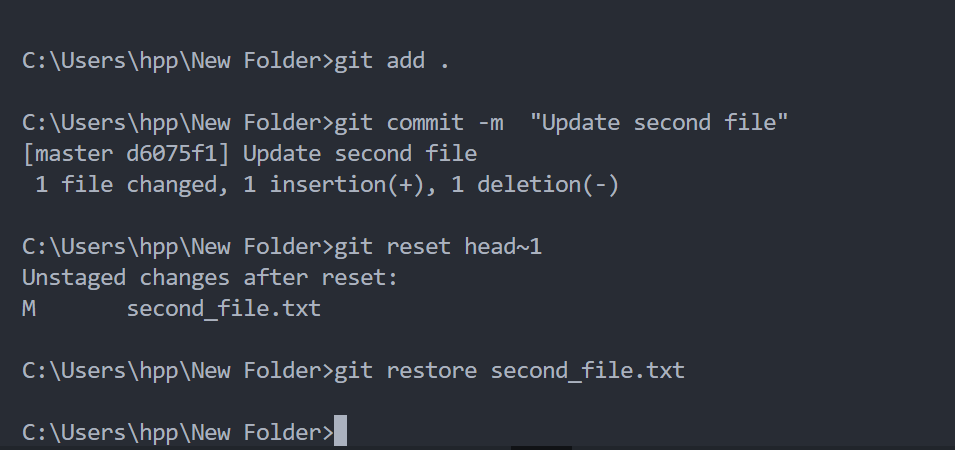 C:\Users\hpp\New Folder>git add .
C:\Users\hpp\New Folder>git commit -m  "Update second file"
[master d6075f1] Update second file
 1 file changed, 1 insertion(+), 1 deletion(-)
C:\Users\hpp\New Folder>git reset head~1
Unstaged changes after reset:
M       second_file.txt
C:\Users\hpp\New Folder>git restore second_file.txt
C:\Users\hpp\New Folder>